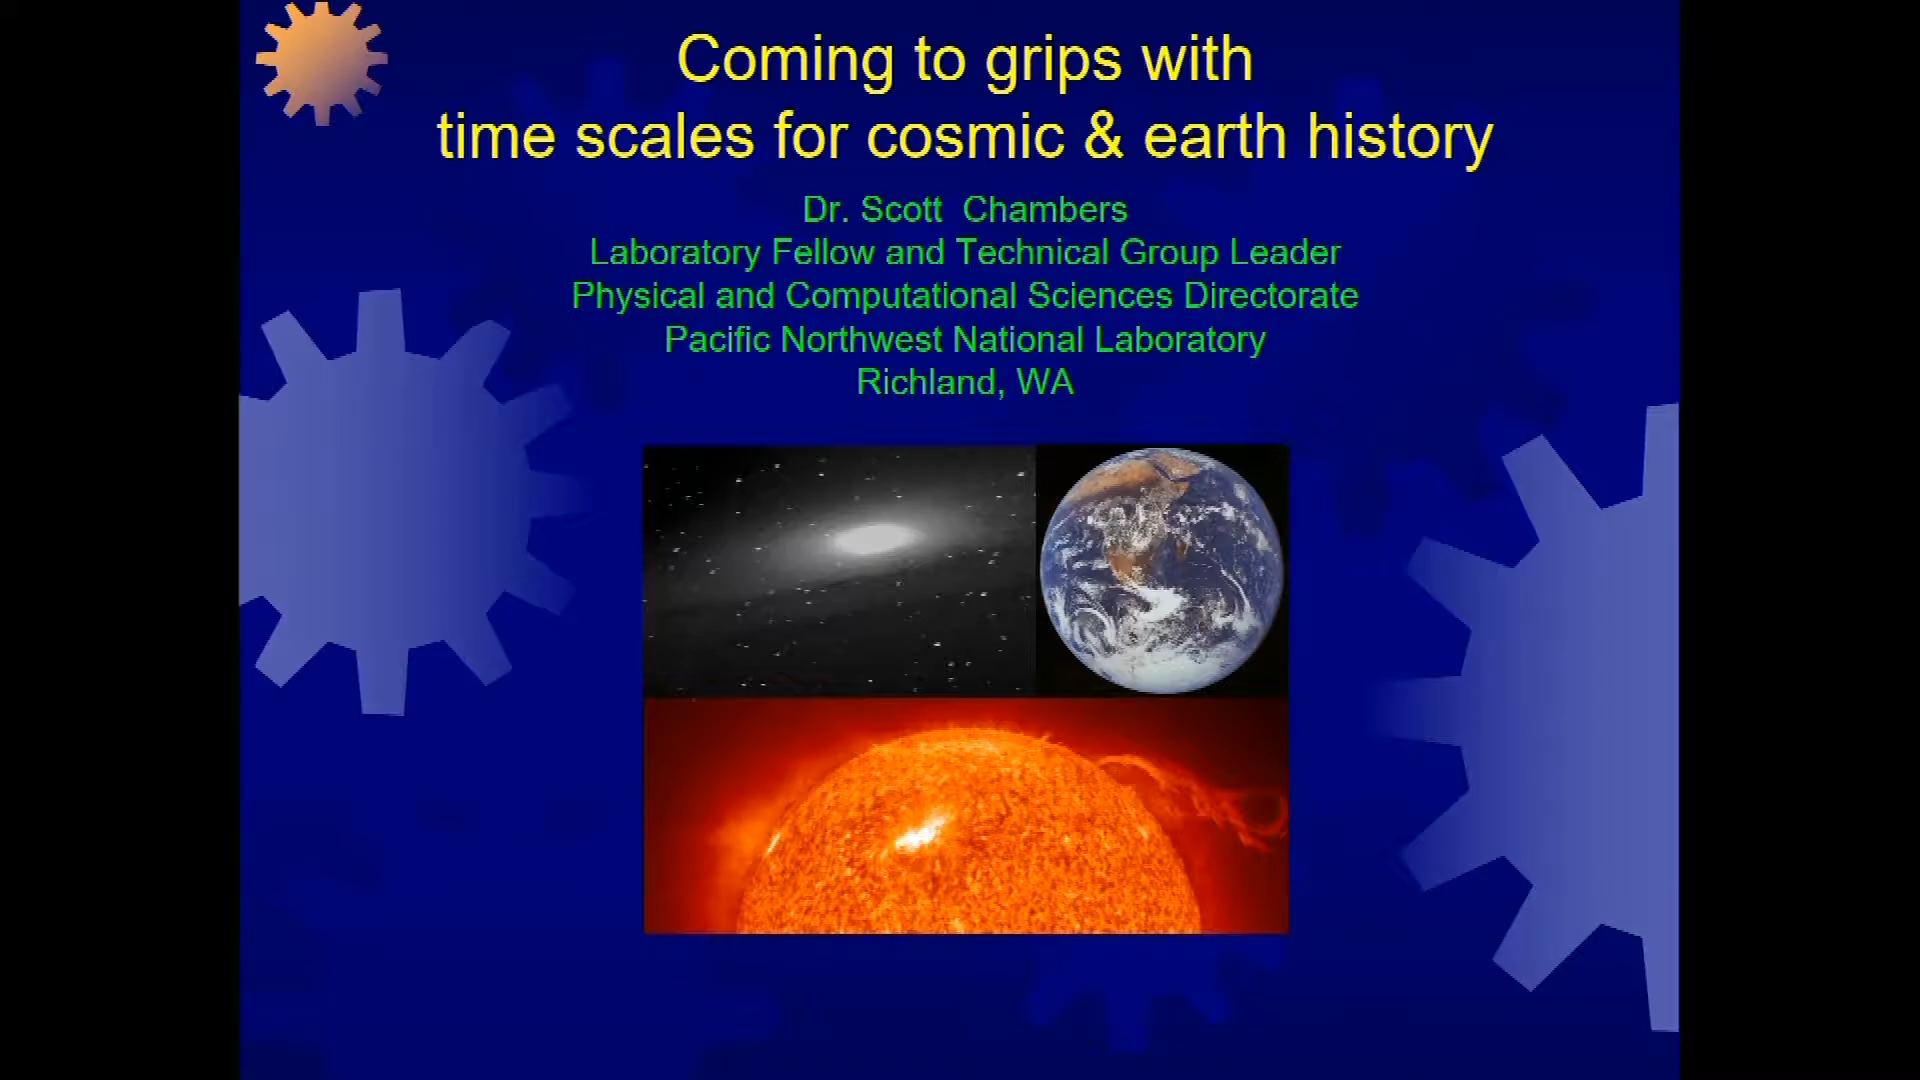 Coming to grips with
time scales for cosmic & earth history
Dr. Scott Chambers
Laboratory Fellow and Technical Group Leader
Physical and Computational Sciences Directorate
Pacific Northwest National Laboratory
Richland, WA